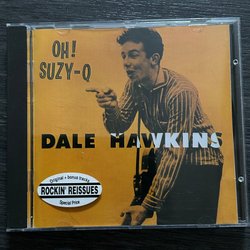 OH!
SUZY-Q
DALE HAWKINS
Original + bonus tracks
ROCKIN' REISSUES
Special Price